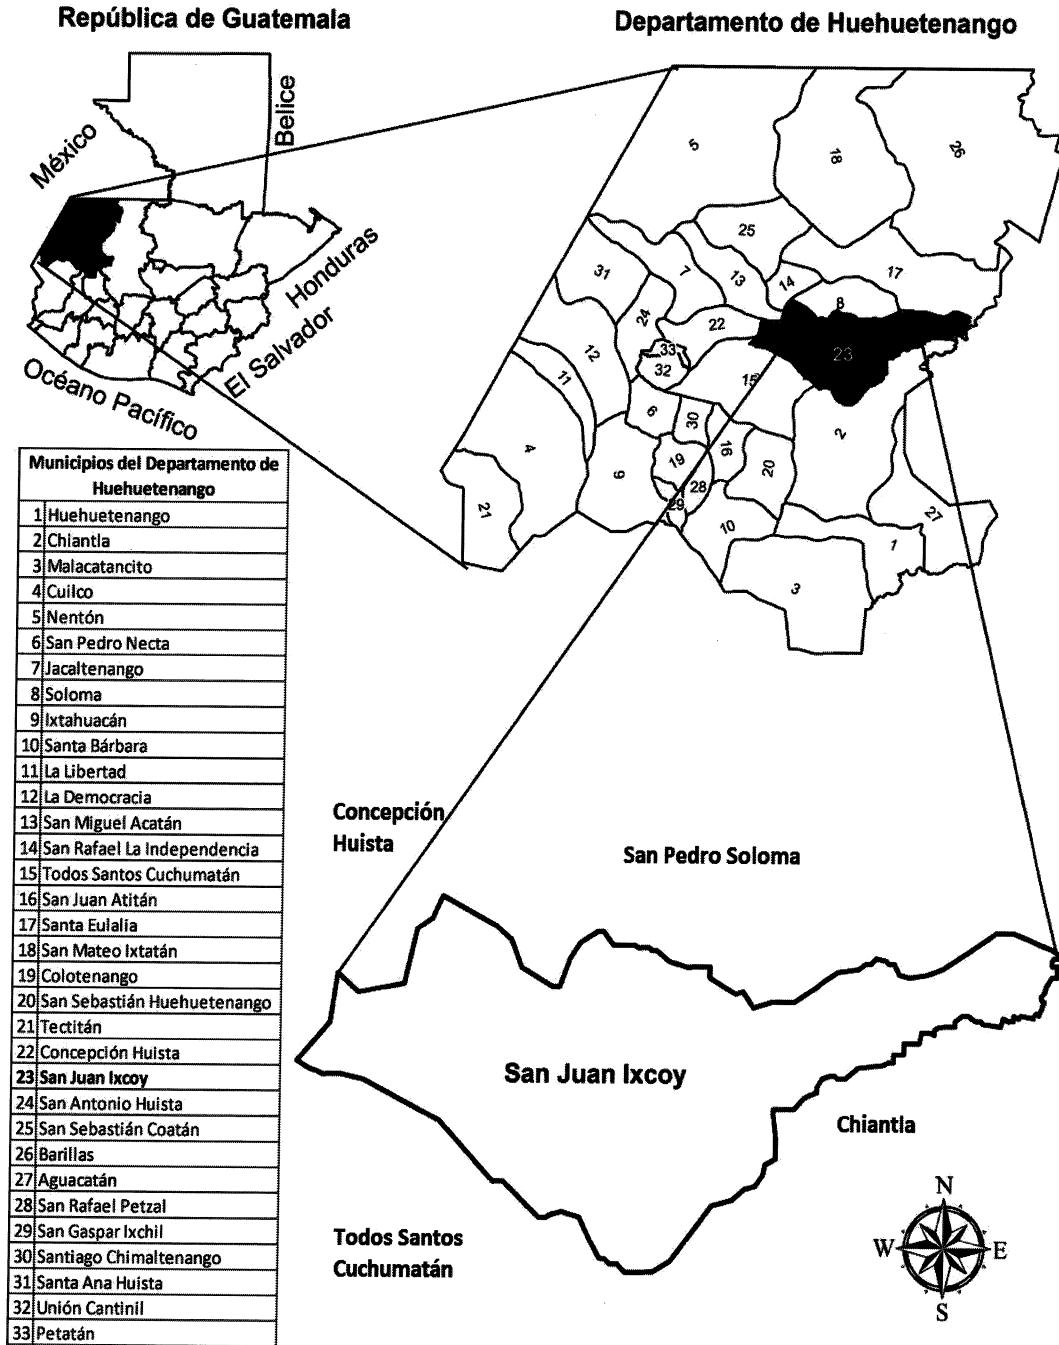 República de Guatemala
Departamento de Huehuetenango
México
Belice
Honduras
El Salvador
Océano Pacífico
5
18
26
25
17
31
7
13
14
8
24
22
12
33
32
23
11
15
6
30
2
4
9
19
16
20
28
21
29
10
27
1
3
Municipios del Departamento de
Huehuetenango
1 Huehuetenango
2 Chiantla
3 Malacatancito
4 Cuilco
5 Nentón
6 San Pedro Necta
7 Jacaltenango
8 Soloma
9 Ixtahuacán
10 Santa Bárbara
11 La Libertad
12 La Democracia
13 San Miguel Acatán
14 San Rafael La Independencia
15 Todos Santos Cuchumatán
16 San Juan Atitán
17 Santa Eulalia
18 San Mateo Ixtatán
19 Colotenango
20 San Sebastián Huehuetenango
21 Tectitán
22 Concepción Huista
23 San Juan Ixcoy
24 San Antonio Huista
25 San Sebastián Coatán
26 Barillas
27 Aguacatán
28 San Rafael Petzal
29 San Gaspar Ixchil
30 Santiago Chimaltenango
31 Santa Ana Huista
32 Unión Cantinil
33 Petatán
Concepción
Huista
San Pedro Soloma
San Juan Ixcoy
Chiantla
Todos Santos
Cuchumatán
N
W
E
S